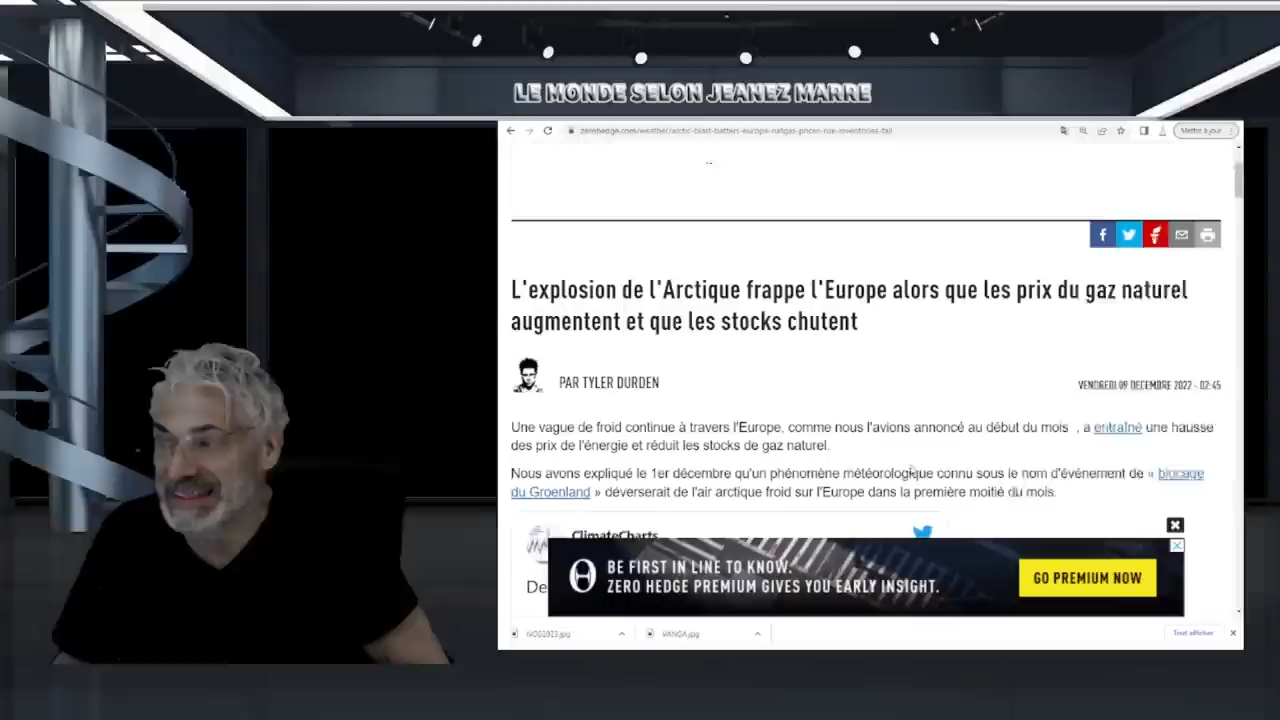 LE MONDE SELON JEANEZ MARRE
zerohedge.com/weather/arctic-blast-batters-europe-natgas-prices-rise-inventories-fall
Mettre à jour
L'explosion de l'Arctique frappe l'Europe alors que les prix du gaz naturel
augmentent et que les stocks chutent
PAR TYLER DURDEN
VENDREDI 09 DÉCEMBRE 2022 - 02:45
Une vague de froid continue à travers l'Europe, comme nous l'avions annoncé au début du mois , a entraîné une hausse
des prix de l'énergie et réduit les stocks de gaz naturel.
Nous avons expliqué le 1er décembre qu'un phénomène météorologique connu sous le nom d'événement de « blocage
du Groenland » déverserait de l'air arctique froid sur l'Europe dans la première moitié du mois.
ClimateCharts
De
BE FIRST IN LINE TO KNOW.
ZERO HEDGE PREMIUM GIVES YOU EARLY INSIGHT.
GO PREMIUM NOW
VANGA.jpg
Tout afficher